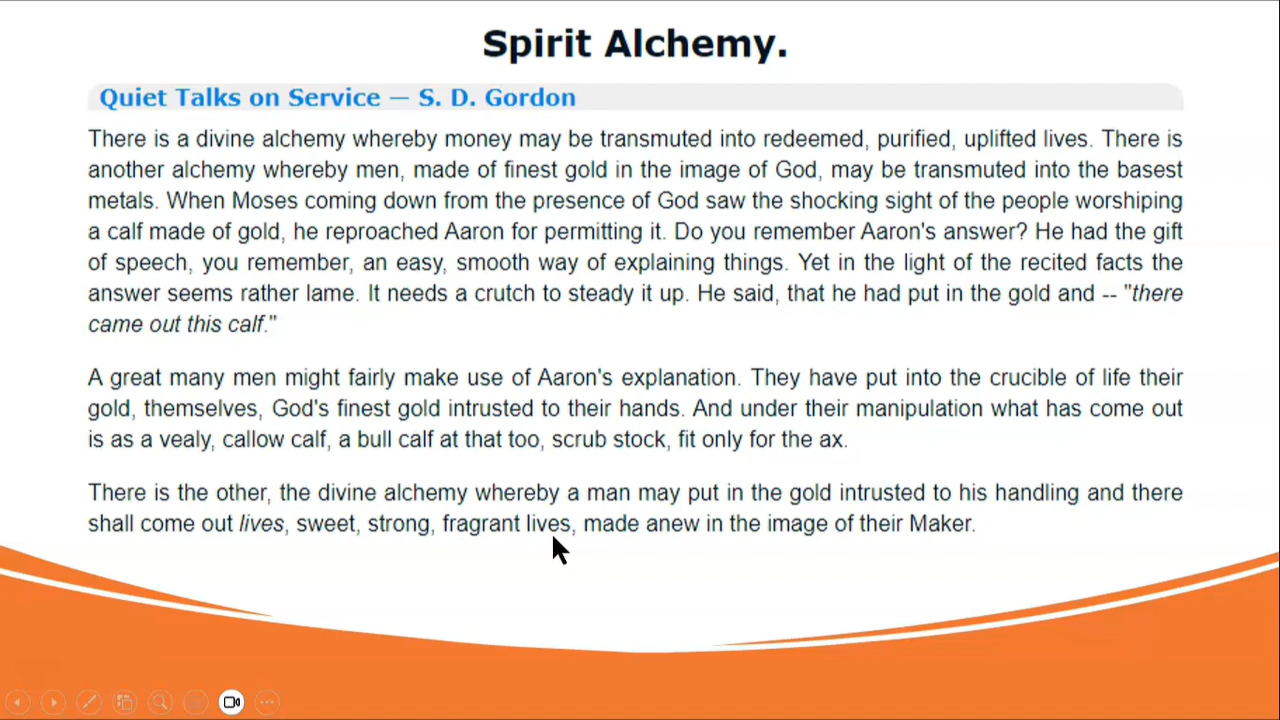 Spirit Alchemy.
Quiet Talks on Service — S. D. Gordon
There is a divine alchemy whereby money may be transmuted into redeemed, purified, uplifted lives. There is
another alchemy whereby men, made of finest gold in the image of God, may be transmuted into the basest
metals. When Moses coming down from the presence of God saw the shocking sight of the people worshiping
a calf made of gold, he reproached Aaron for permitting it. Do you remember Aaron's answer? He had the gift
of speech, you remember, an easy, smooth way of explaining things. Yet in the light of the recited facts the
answer seems rather lame. It needs a crutch to steady it up. He said, that he had put in the gold and -- "there
came out this calf."
A great many men might fairly make use of Aaron's explanation. They have put into the crucible of life their
gold, themselves, God's finest gold intrusted to their hands. And under their manipulation what has come out
is as a vealy, callow calf, a bull calf at that too, scrub stock, fit only for the ax.
There is the other, the divine alchemy whereby a man may put in the gold intrusted to his handling and there
shall come out lives, sweet, strong, fragrant lives, made anew in the image of their Maker.